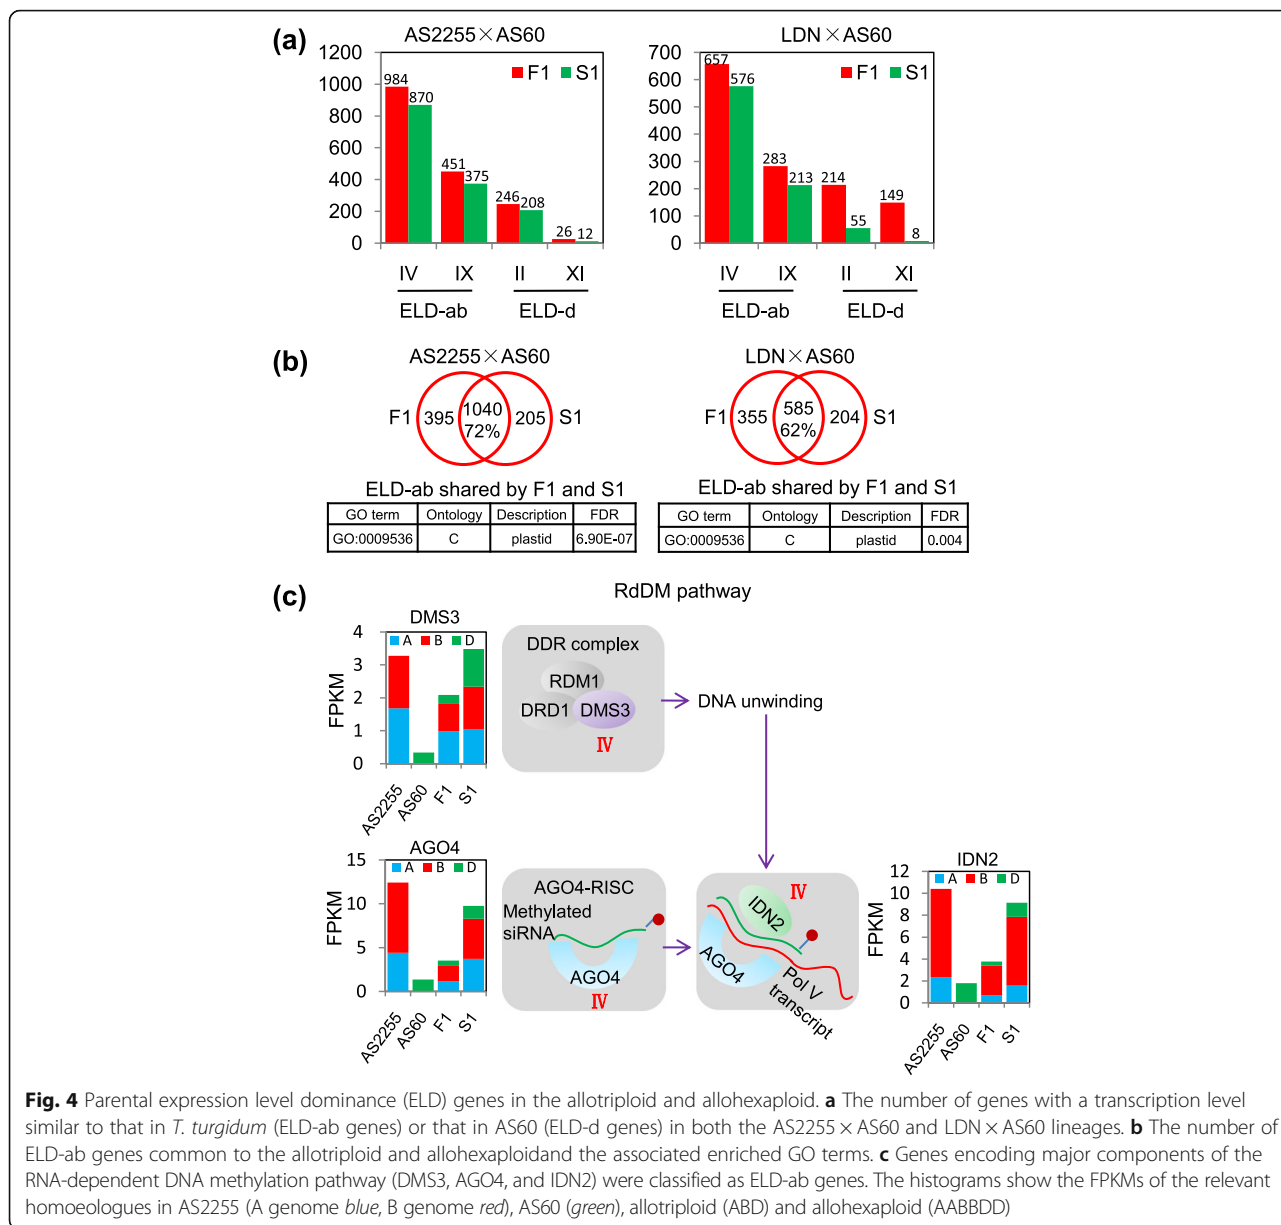 (a)
AS2255×AS60
1200
1000
800
600
400
200
0
F1 S1
984
870
451
375
246
208
26
12
IV IX II XI
ELD-ab ELD-d
LDN×AS60
700
600
500
400
300
200
100
0
F1 S1
657
576
283
213
214
55
149
8
IV IX II XI
ELD-ab ELD-d
(b)
AS2255×AS60
F1 395 1040 205 S1
72%
ELD-ab shared by F1 and S1
GO term Ontology Description FDR
GO:0009536 C plastid 6.90E-07
LDN×AS60
F1 355 585 204 S1
62%
ELD-ab shared by F1 and S1
GO term Ontology Description FDR
GO:0009536 C plastid 0.004
(c)
RdDM pathway
DMS3
A B D
FPKM
4
3
2
1
0
AS2255 AS60 F1 S1
DDR complex
RDM1
DRD1 DMS3
IV
DNA unwinding
AGO4
A B D
FPKM
15
10
5
0
AS2255 AS60 F1 S1
AGO4-RISC
Methylated
siRNA
AGO4
IV
IV
IDN2
AGO4
Pol V
transcript
IDN2
A B D
FPKM
12
10
8
6
4
2
0
AS2255 AS60 F1 S1
Fig. 4 Parental expression level dominance (ELD) genes in the allotriploid and allohexaploid. a The number of genes with a transcription level
similar to that in T. turgidum (ELD-ab genes) or that in AS60 (ELD-d genes) in both the AS2255 × AS60 and LDN × AS60 lineages. b The number of
ELD-ab genes common to the allotriploid and allohexaploidand the associated enriched GO terms. c Genes encoding major components of the
RNA-dependent DNA methylation pathway (DMS3, AGO4, and IDN2) were classified as ELD-ab genes. The histograms show the FPKMs of the relevant
homoeologues in AS2255 (A genome blue, B genome red), AS60 (green), allotriploid (ABD) and allohexaploid (AABBDD)